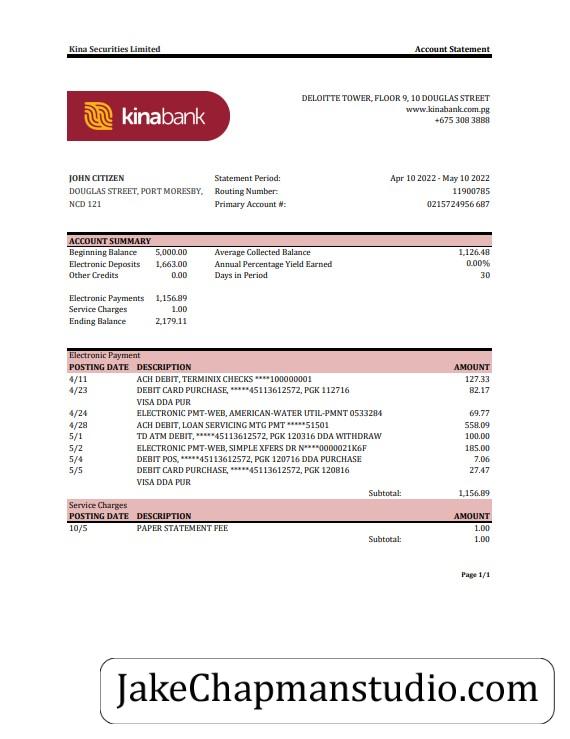 Kina Securities Limited Account Statement
kinabank
DELOITTE TOWER, FLOOR 9, 10 DOUGLAS STREET
www.kinabank.com.pg
+675 308 3888
JOHN CITIZEN Statement Period: Apr 10 2022 - May 10 2022
DOUGLAS STREET, PORT MORESBY, Routing Number: 11900785
NCD 121 Primary Account #: 0215724956 687
ACCOUNT SUMMARY
Beginning Balance 5,000.00 Average Collected Balance 1,126.48
Electronic Deposits 1,663.00 Annual Percentage Yield Earned 0.00%
Other Credits 0.00 Days in Period 30
Electronic Payments 1,156.89
Service Charges 1.00
Ending Balance 2,179.11
Electronic Payment
POSTING DATE DESCRIPTION AMOUNT
4/11 ACH DEBIT, TERMINIX CHECKS ****100000001 127.33
4/23 DEBIT CARD PURCHASE, *****45113612572, PGK 112716 82.17
VISA DDA PUR
4/24 ELECTRONIC PMT-WEB, AMERICAN-WATER UTIL-PMNT 0533284 69.77
4/28 ACH DEBIT, LOAN SERVICING MTG PMT *****51501 558.09
5/1 TD ATM DEBIT, *****45113612572, PGK 120316 DDA WITHDRAW 100.00
5/2 ELECTRONIC PMT-WEB, SIMPLE XFERS DR N****0000021K6F 185.00
5/4 DEBIT POS, *****45113612572, PGK 120716 DDA PURCHASE 7.06
5/5 DEBIT CARD PURCHASE, *****45113612572, PGK 120816 27.47
VISA DDA PUR
Subtotal: 1,156.89
Service Charges
POSTING DATE DESCRIPTION AMOUNT
10/5 PAPER STATEMENT FEE 1.00
Subtotal: 1.00
Page 1/1
JakeChapmanstudio.com